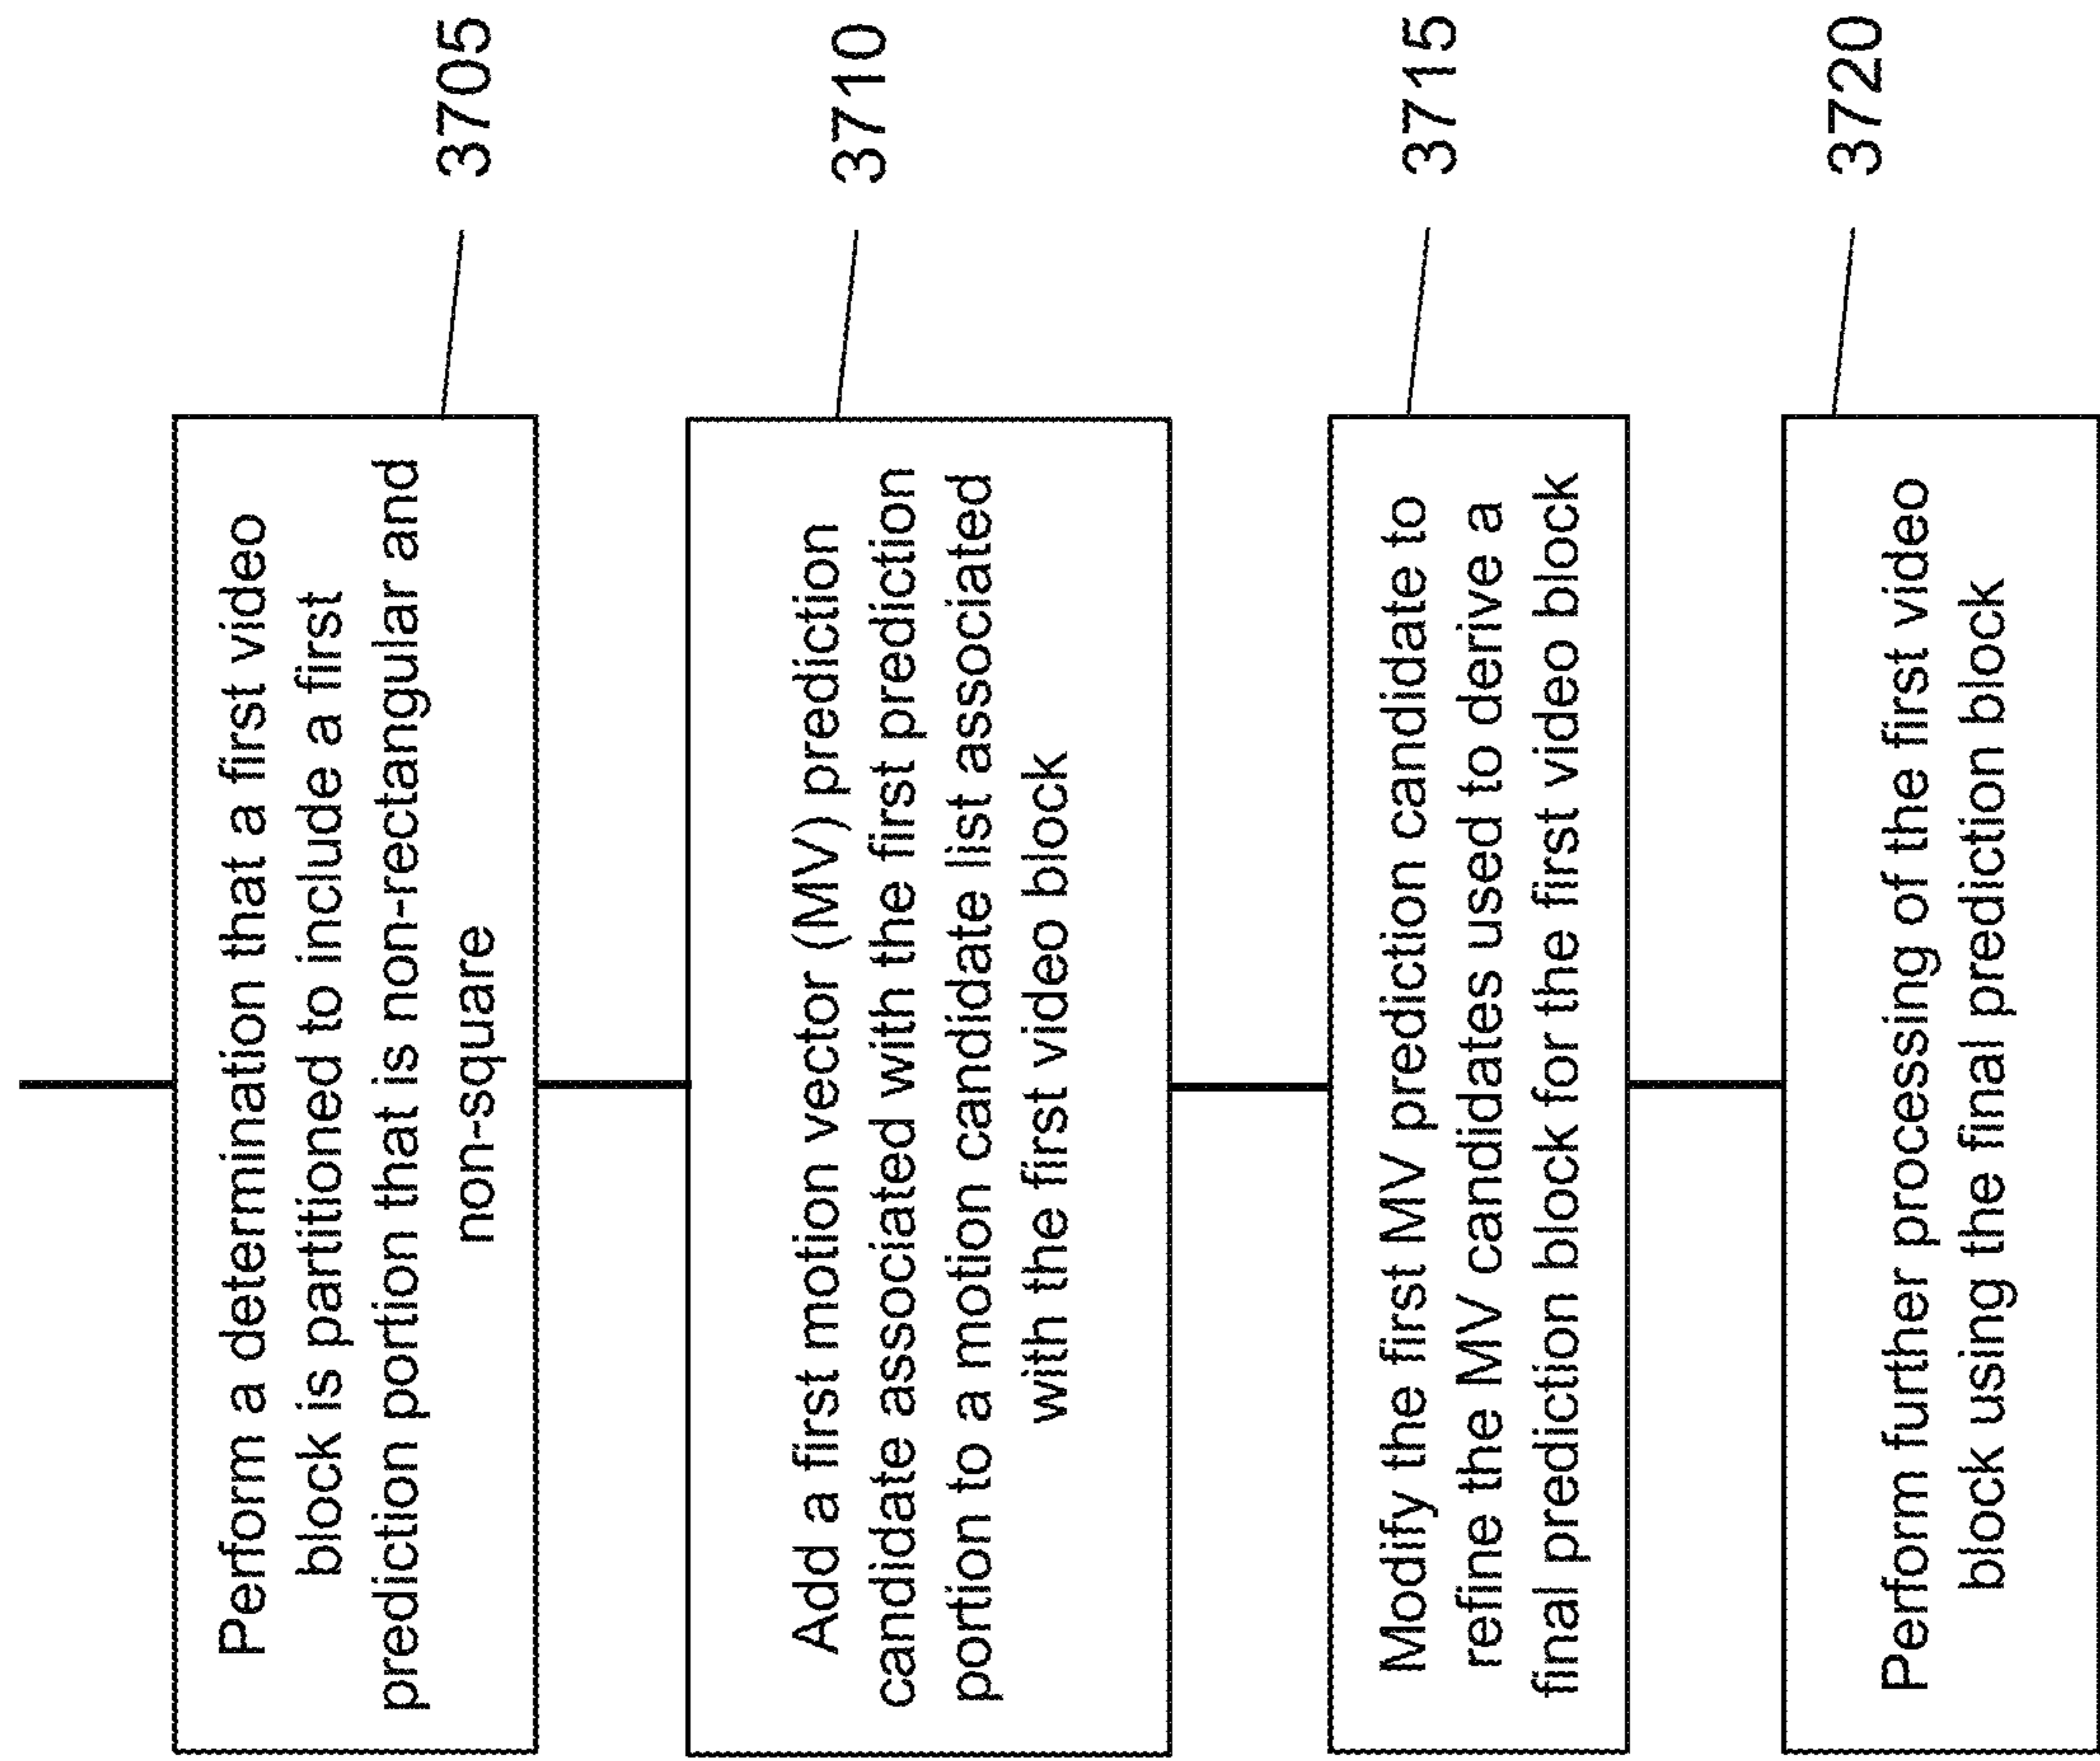 Perform a determination that a first video
block is partitioned to include a first
prediction portion that is non-rectangular and
non-square
3705
Add a first motion vector (MV) prediction
candidate associated with the first prediction
portion to a motion candidate list associated
with the first video block
3710
Modify the first MV prediction candidate to
refine the MV candidates used to derive a
final prediction block for the first video block
3715
Perform further processing of the first video
block using the final prediction block
3720